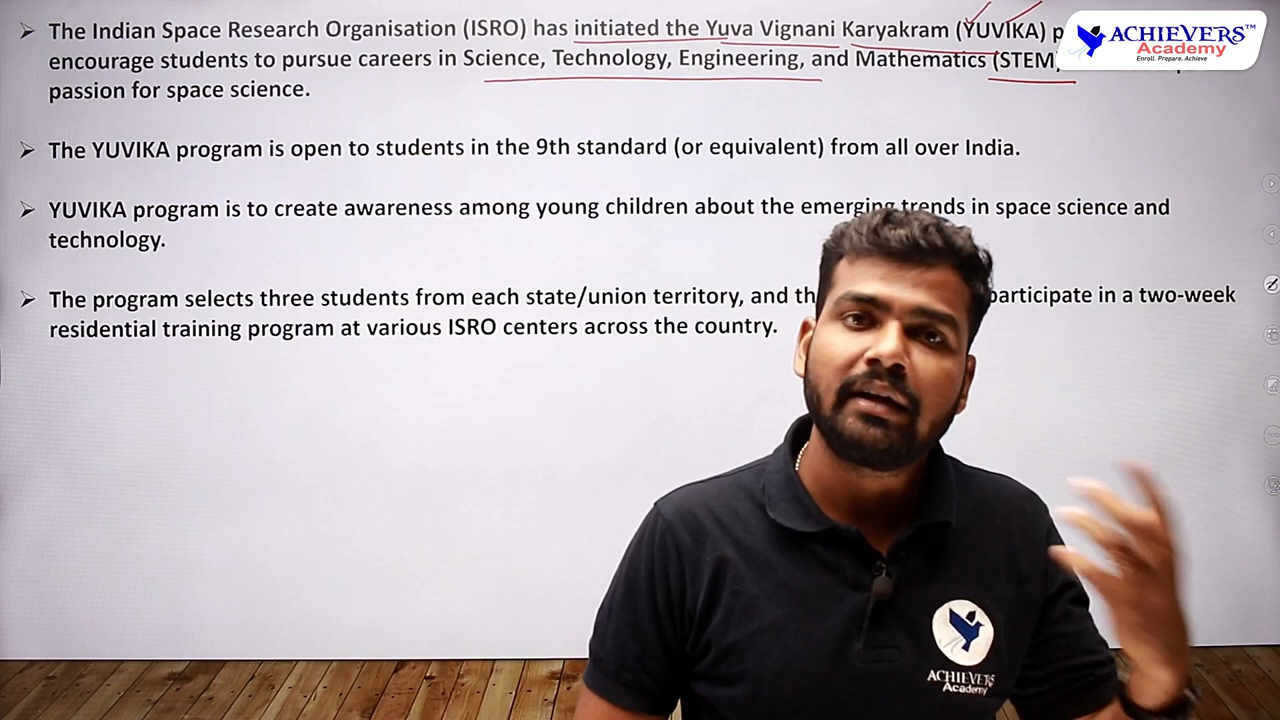 ➢ The Indian Space Research Organisation (ISRO) has initiated the Yuva Vignani Karyakram (YUVIKA)
encourage students to pursue careers in Science, Technology, Engineering, and Mathematics (STEM)
passion for space science.
➢ The YUVIKA program is open to students in the 9th standard (or equivalent) from all over India.
➢ YUVIKA program is to create awareness among young children about the emerging trends in space science and
technology.
➢ The program selects three students from each state/union territory, and participate in a two-week
residential training program at various ISRO centers across the country.
ACHIEVERS™
Academy
Enroll. Prepare. Achieve
ACHIEVERS
Academy